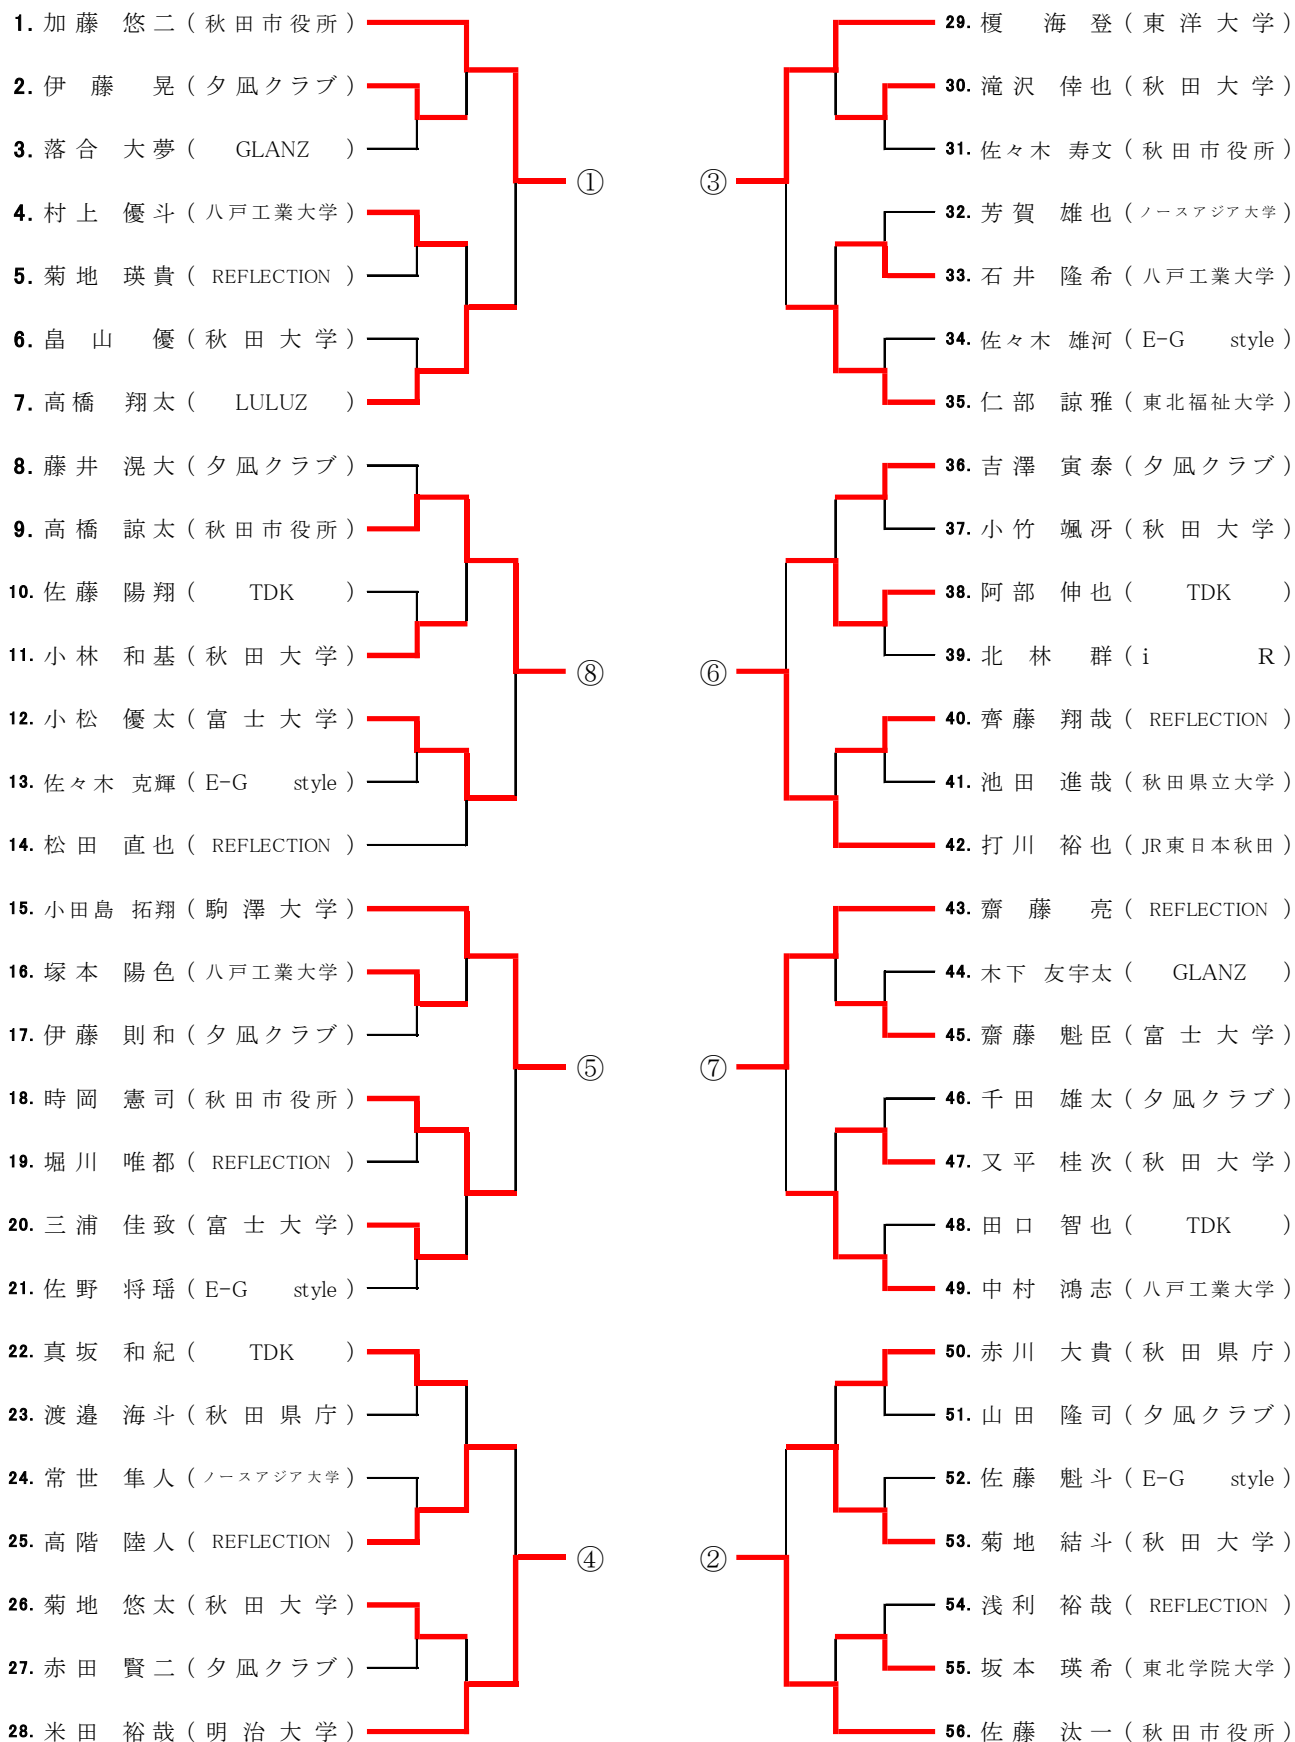 1. 加藤 悠二 ( 秋田市役所 )
2. 伊藤 晃 ( 夕凪クラブ )
3. 落合 大夢 ( GLANZ )
①
4. 村上 優斗 ( 八戸工業大学 )
5. 菊地 瑛貴 ( REFLECTION )
6. 畠山 優 ( 秋田大学 )
7. 高橋 翔太 ( LULUZ )
8. 藤井 滉大 ( 夕凪クラブ )
9. 高橋 諒太 ( 秋田市役所 )
10. 佐藤 陽翔 ( TDK )
11. 小林 和基 ( 秋田大学 )
⑧
12. 小松 優太 ( 富士大学 )
13. 佐々木 克輝 ( E-G style )
14. 松田 直也 ( REFLECTION )
15. 小田島 拓翔 ( 駒澤大学 )
16. 塚本 陽色 ( 八戸工業大学 )
17. 伊藤 則和 ( 夕凪クラブ )
⑤
18. 時岡 憲司 ( 秋田市役所 )
19. 堀川 唯都 ( REFLECTION )
20. 三浦 佳致 ( 富士大学 )
21. 佐野 将瑶 ( E-G style )
22. 真坂 和紀 ( TDK )
23. 渡邉 海斗 ( 秋田県庁 )
24. 常世 隼人 ( ノースアジア大学 )
25. 高階 陸人 ( REFLECTION )
④
26. 菊地 悠太 ( 秋田大学 )
27. 赤田 賢二 ( 夕凪クラブ )
28. 米田 裕哉 ( 明治大学 )
29. 榎 海登 ( 東洋大学 )
30. 滝沢 倖也 ( 秋田大学 )
31. 佐々木 寿文 ( 秋田市役所 )
③
32. 芳賀 雄也 ( ノースアジア大学 )
33. 石井 隆希 ( 八戸工業大学 )
34. 佐々木 雄河 ( E-G style )
35. 仁部 諒雅 ( 東北福祉大学 )
36. 吉澤 寅泰 ( 夕凪クラブ )
37. 小竹 颯冴 ( 秋田大学 )
38. 阿部 伸也 ( TDK )
39. 北林 群 ( i R )
⑥
40. 齊藤 翔哉 ( REFLECTION )
41. 池田 進哉 ( 秋田県立大学 )
42. 打川 裕也 ( JR東日本秋田 )
43. 齋藤 亮 ( REFLECTION )
44. 木下 友宇太 ( GLANZ )
45. 齋藤 魁臣 ( 富士大学 )
⑦
46. 千田 雄太 ( 夕凪クラブ )
47. 又平 桂次 ( 秋田大学 )
48. 田口 智也 ( TDK )
49. 中村 鴻志 ( 八戸工業大学 )
50. 赤川 大貴 ( 秋田県庁 )
51. 山田 隆司 ( 夕凪クラブ )
52. 佐藤 魁斗 ( E-G style )
53. 菊地 結斗 ( 秋田大学 )
②
54. 浅利 裕哉 ( REFLECTION )
55. 坂本 瑛希 ( 東北学院大学 )
56. 佐藤 汰一 ( 秋田市役所 )